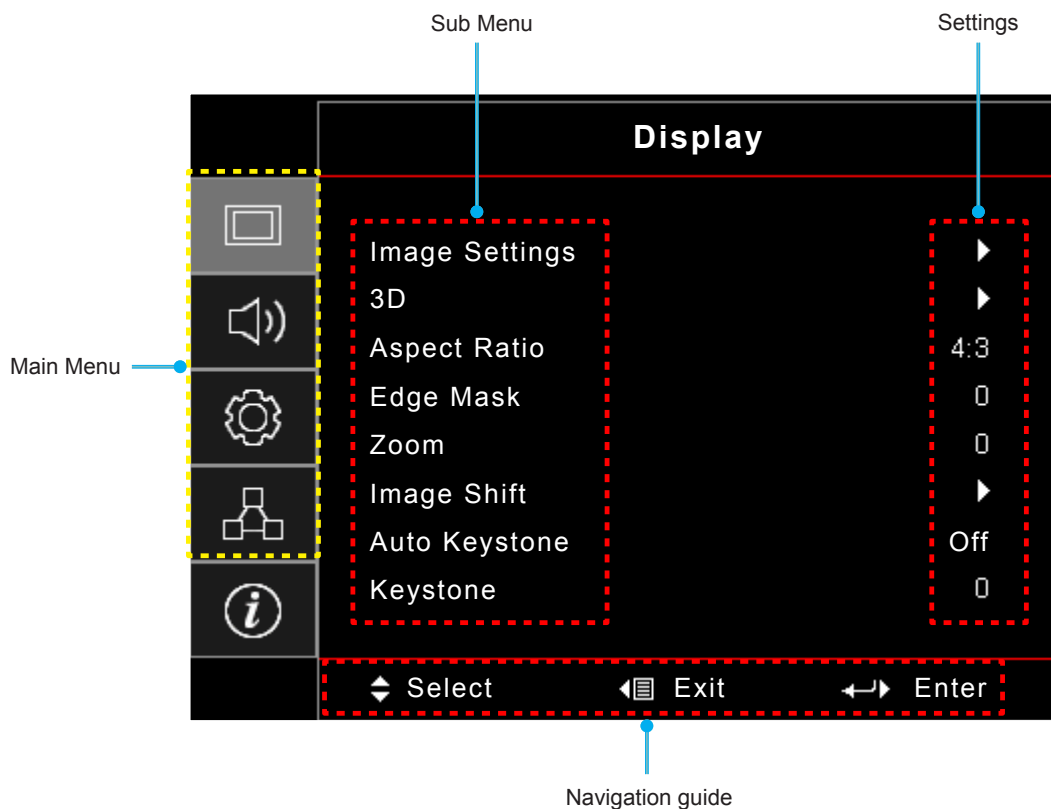 Sub Menu Settings
Display
Image Settings
3D
Aspect Ratio 4:3
Main Menu
Edge Mask 0
Zoom 0
Image Shift
Auto Keystone Off
Keystone 0
i
Select Exit Enter
Navigation guide